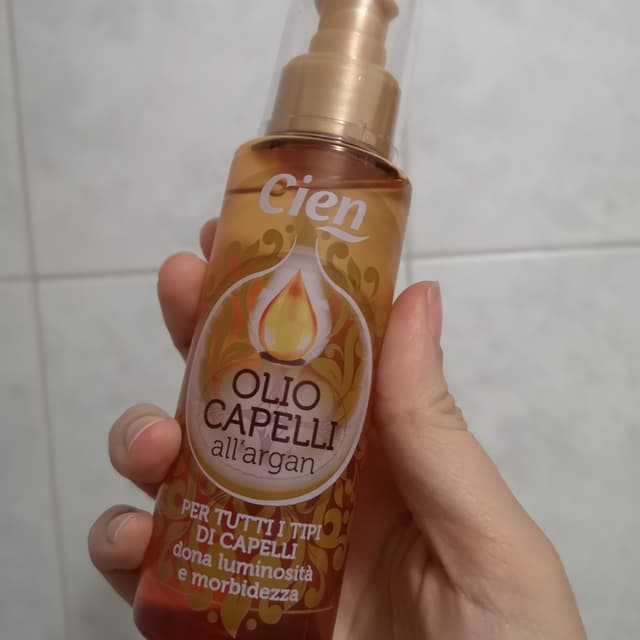 Cien
OLIO
CAPELLI
all'argan
PER TUTTI I TIPI
DI CAPELLI
dona luminosità
e morbidezza